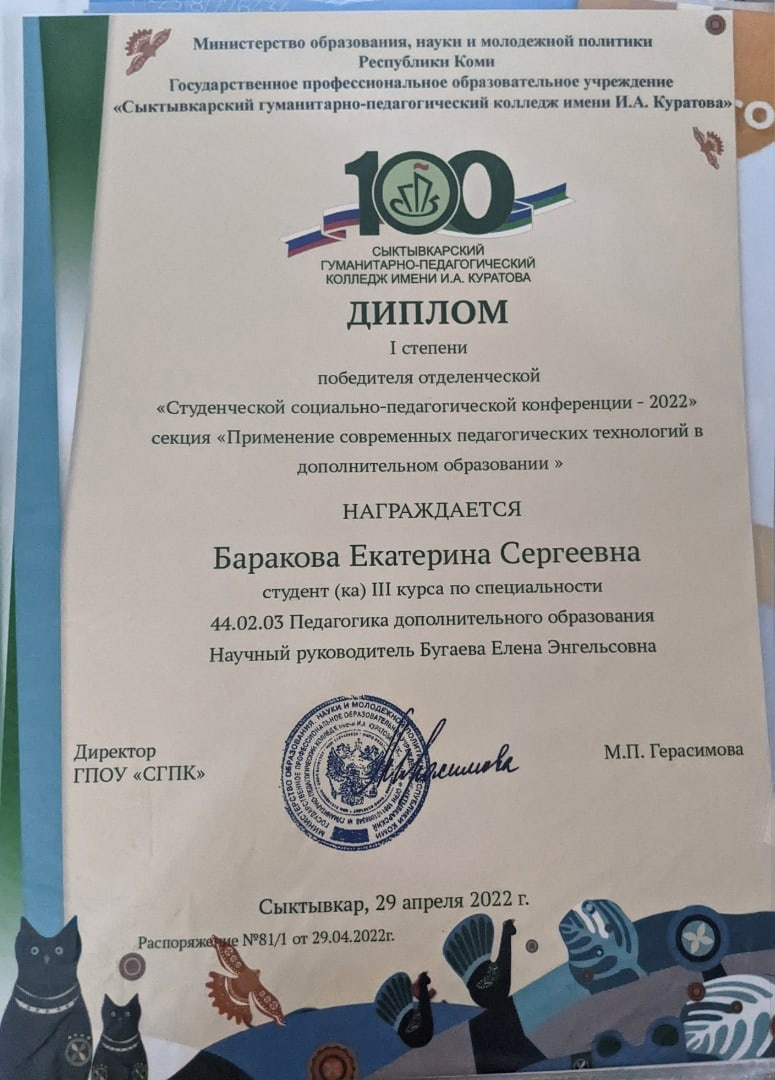 Министерство образования, науки и молодежной политики
Республики Коми
Государственное профессиональное образовательное учреждение
«Сыктывкарский гуманитарно-педагогический колледж имени И.А. Куратова»
100
СЫКТЫВКАРСКИЙ
ГУМАНИТАРНО-ПЕДАГОГИЧЕСКИЙ
КОЛЛЕДЖ ИМЕНИ И.А. КУРАТОВА
ДИПЛОМ
I степени
победителя отделенческой
«Студенческой социально-педагогической конференции - 2022»
секция «Применение современных педагогических технологий в
дополнительном образовании »
НАГРАЖДАЕТСЯ
Баракова Екатерина Сергеевна
студент (ка) III курса по специальности
44.02.03 Педагогика дополнительного образования
Научный руководитель Бугаева Елена Энгельсовна
Директор
ГПОУ «СГПК»
М.П. Герасимова
Сыктывкар, 29 апреля 2022 г.
Распоряжение №81/1 от 29.04.2022г.